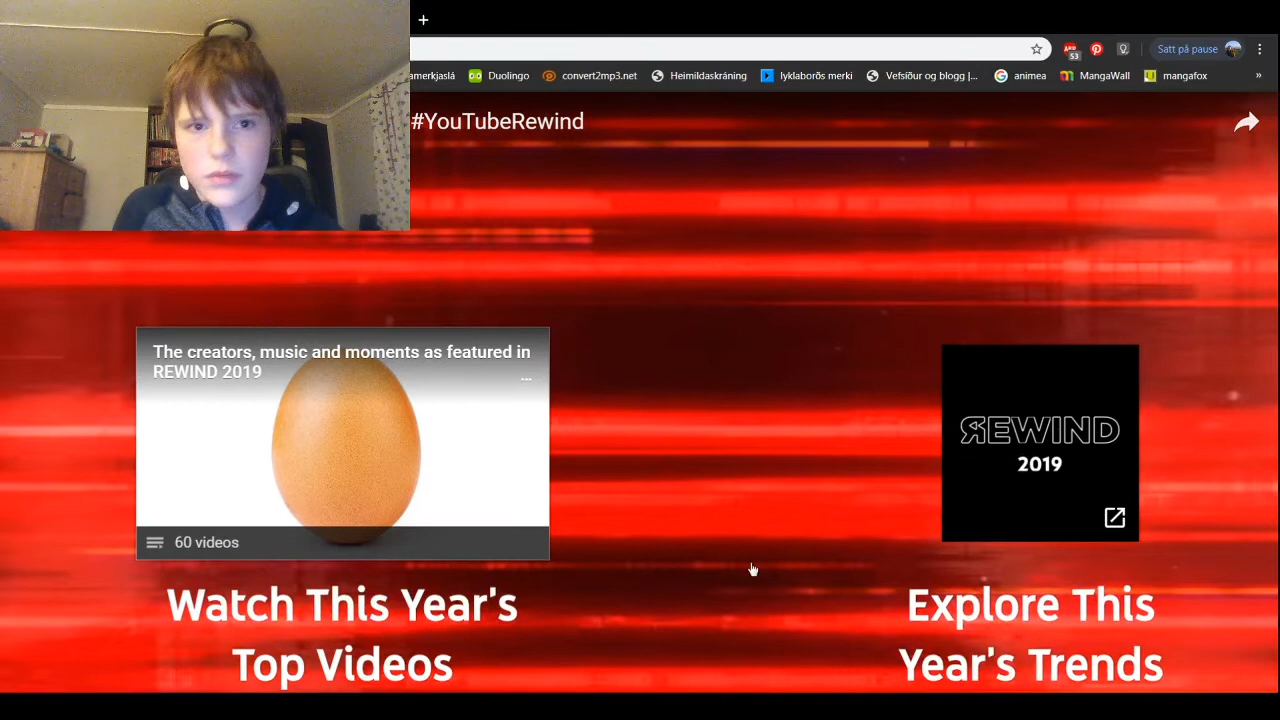 +
53
Satt på pause
amerkjaslá
Duolingo
convert2mp3.net
Heimildaskráning
lyklaborðs merki
Vefsíður og blogg |...
animea
MangaWall
mangafox
»
#YouTubeRewind
The creators, music and moments as featured in
REWIND 2019
...
60 videos
REWIND
2019
Watch This Year's
Top Videos
Explore This
Year's Trends